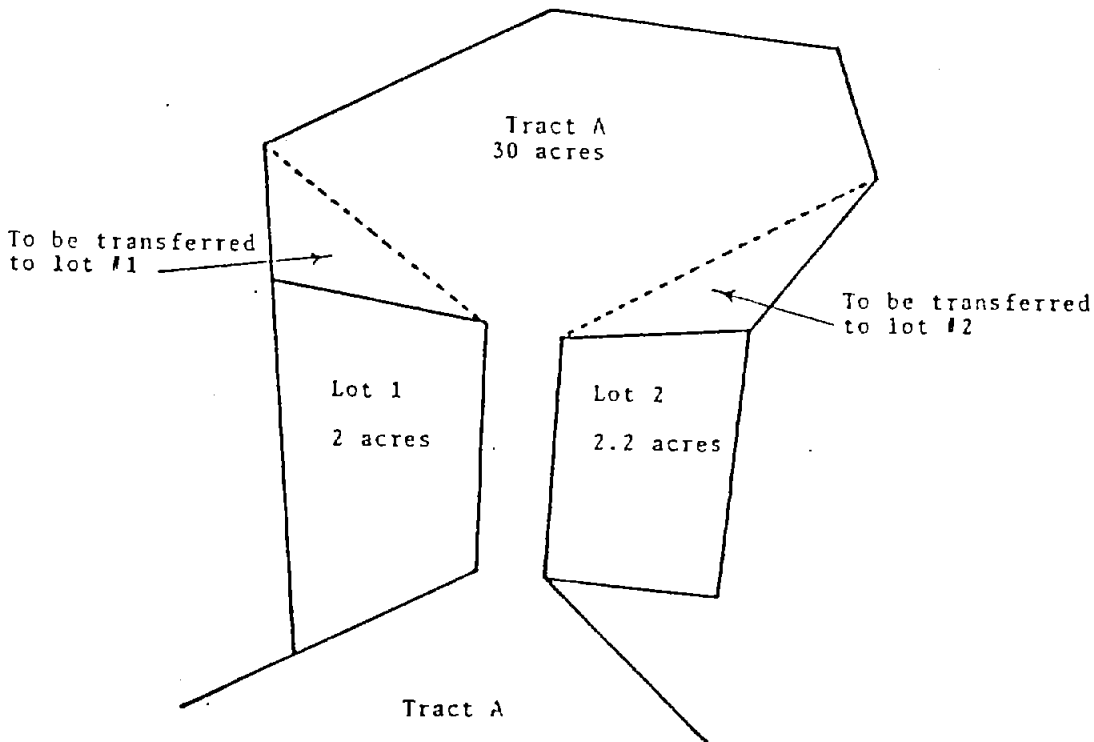 Tract A
30 acres
To be transferred
to lot #1
To be transferred
to lot #2
Lot 1
2 acres
Lot 2
2.2 acres
Tract A